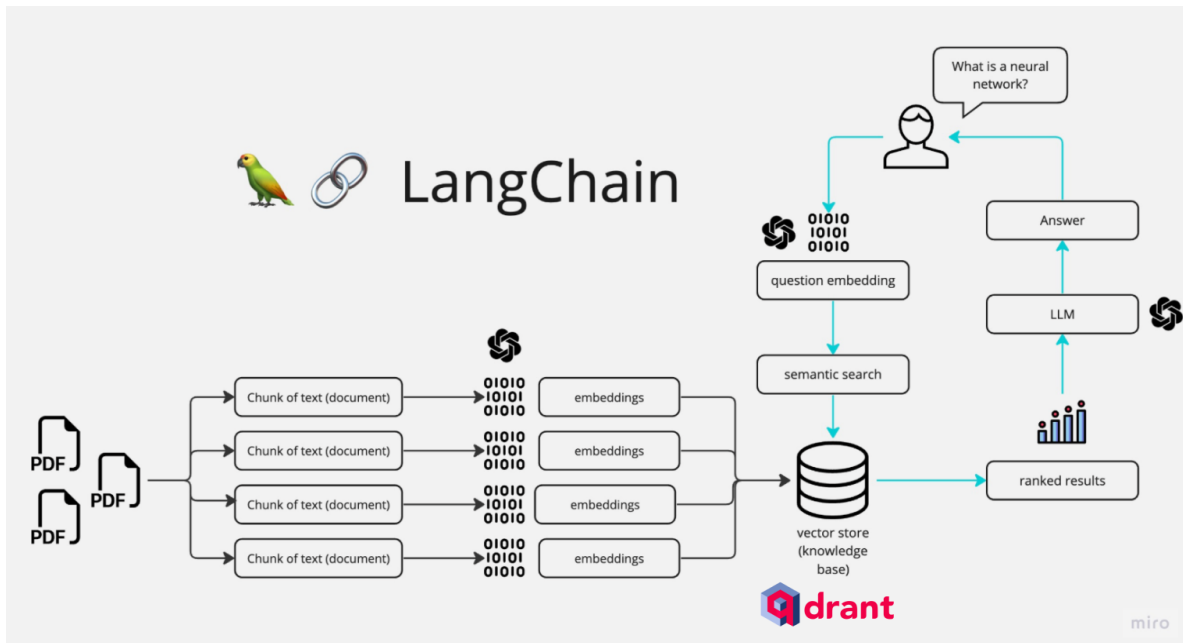 What is a neural
network?
LangChain
01010
10101
01010
question embedding
Answer
LLM
semantic search
PDF
PDF
PDF
Chunk of text (document)
01010
10101
01010
embeddings
Chunk of text (document)
01010
10101
01010
embeddings
Chunk of text (document)
01010
10101
01010
embeddings
Chunk of text (document)
01010
10101
01010
embeddings
ranked results
vector store
(knowledge
base)
qdrant
miro